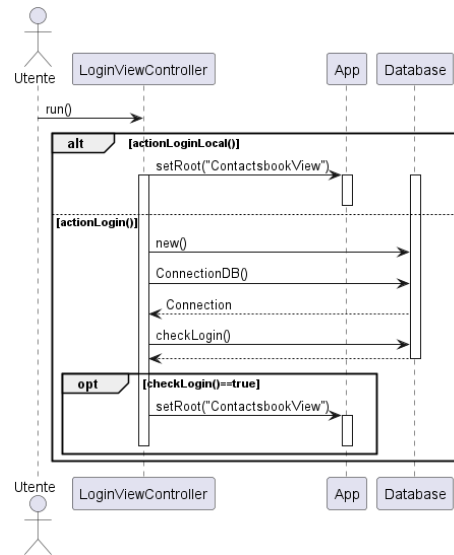 Utente
LoginViewController
App
Database
run()
alt
[actionLoginLocal()]
setRoot("ContactsbookView")
[actionLogin()]
new()
ConnectionDB()
Connection
checkLogin()
opt
[checkLogin()==true]
setRoot("ContactsbookView")
Utente
LoginViewController
App
Database